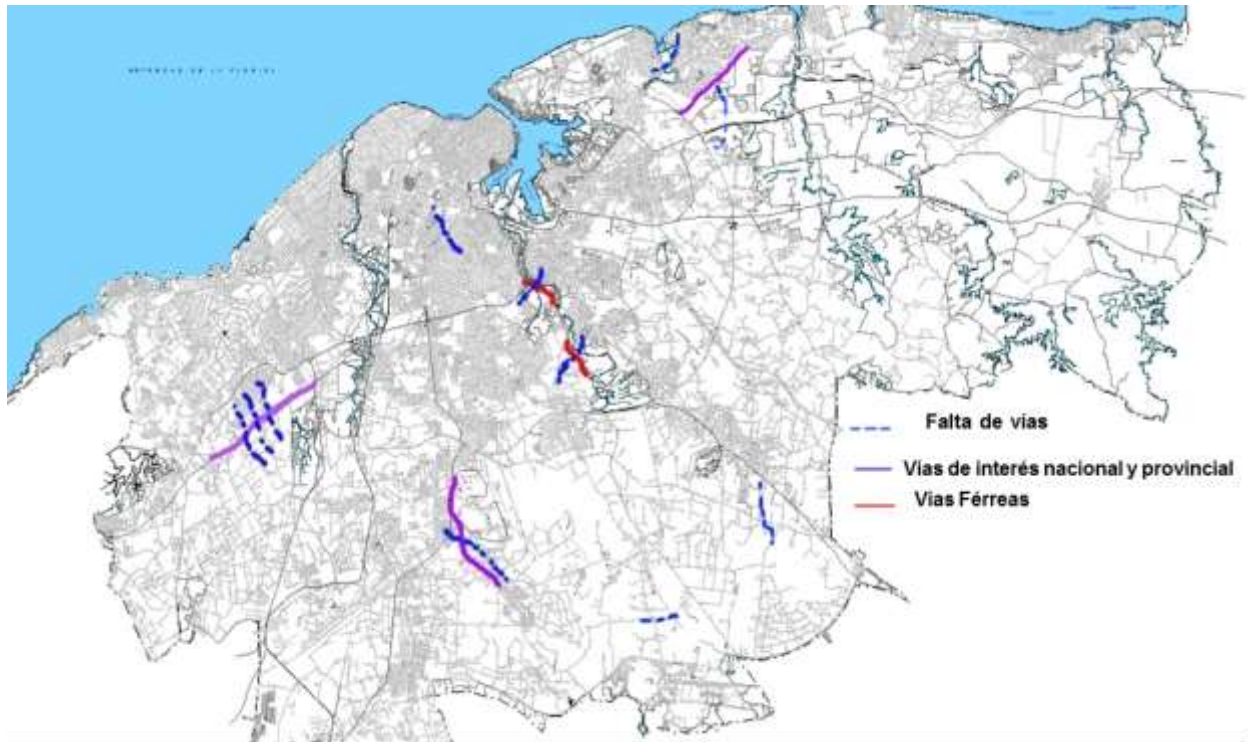 Falta de vías
Vías de interés nacional y provincial
Vías Férreas